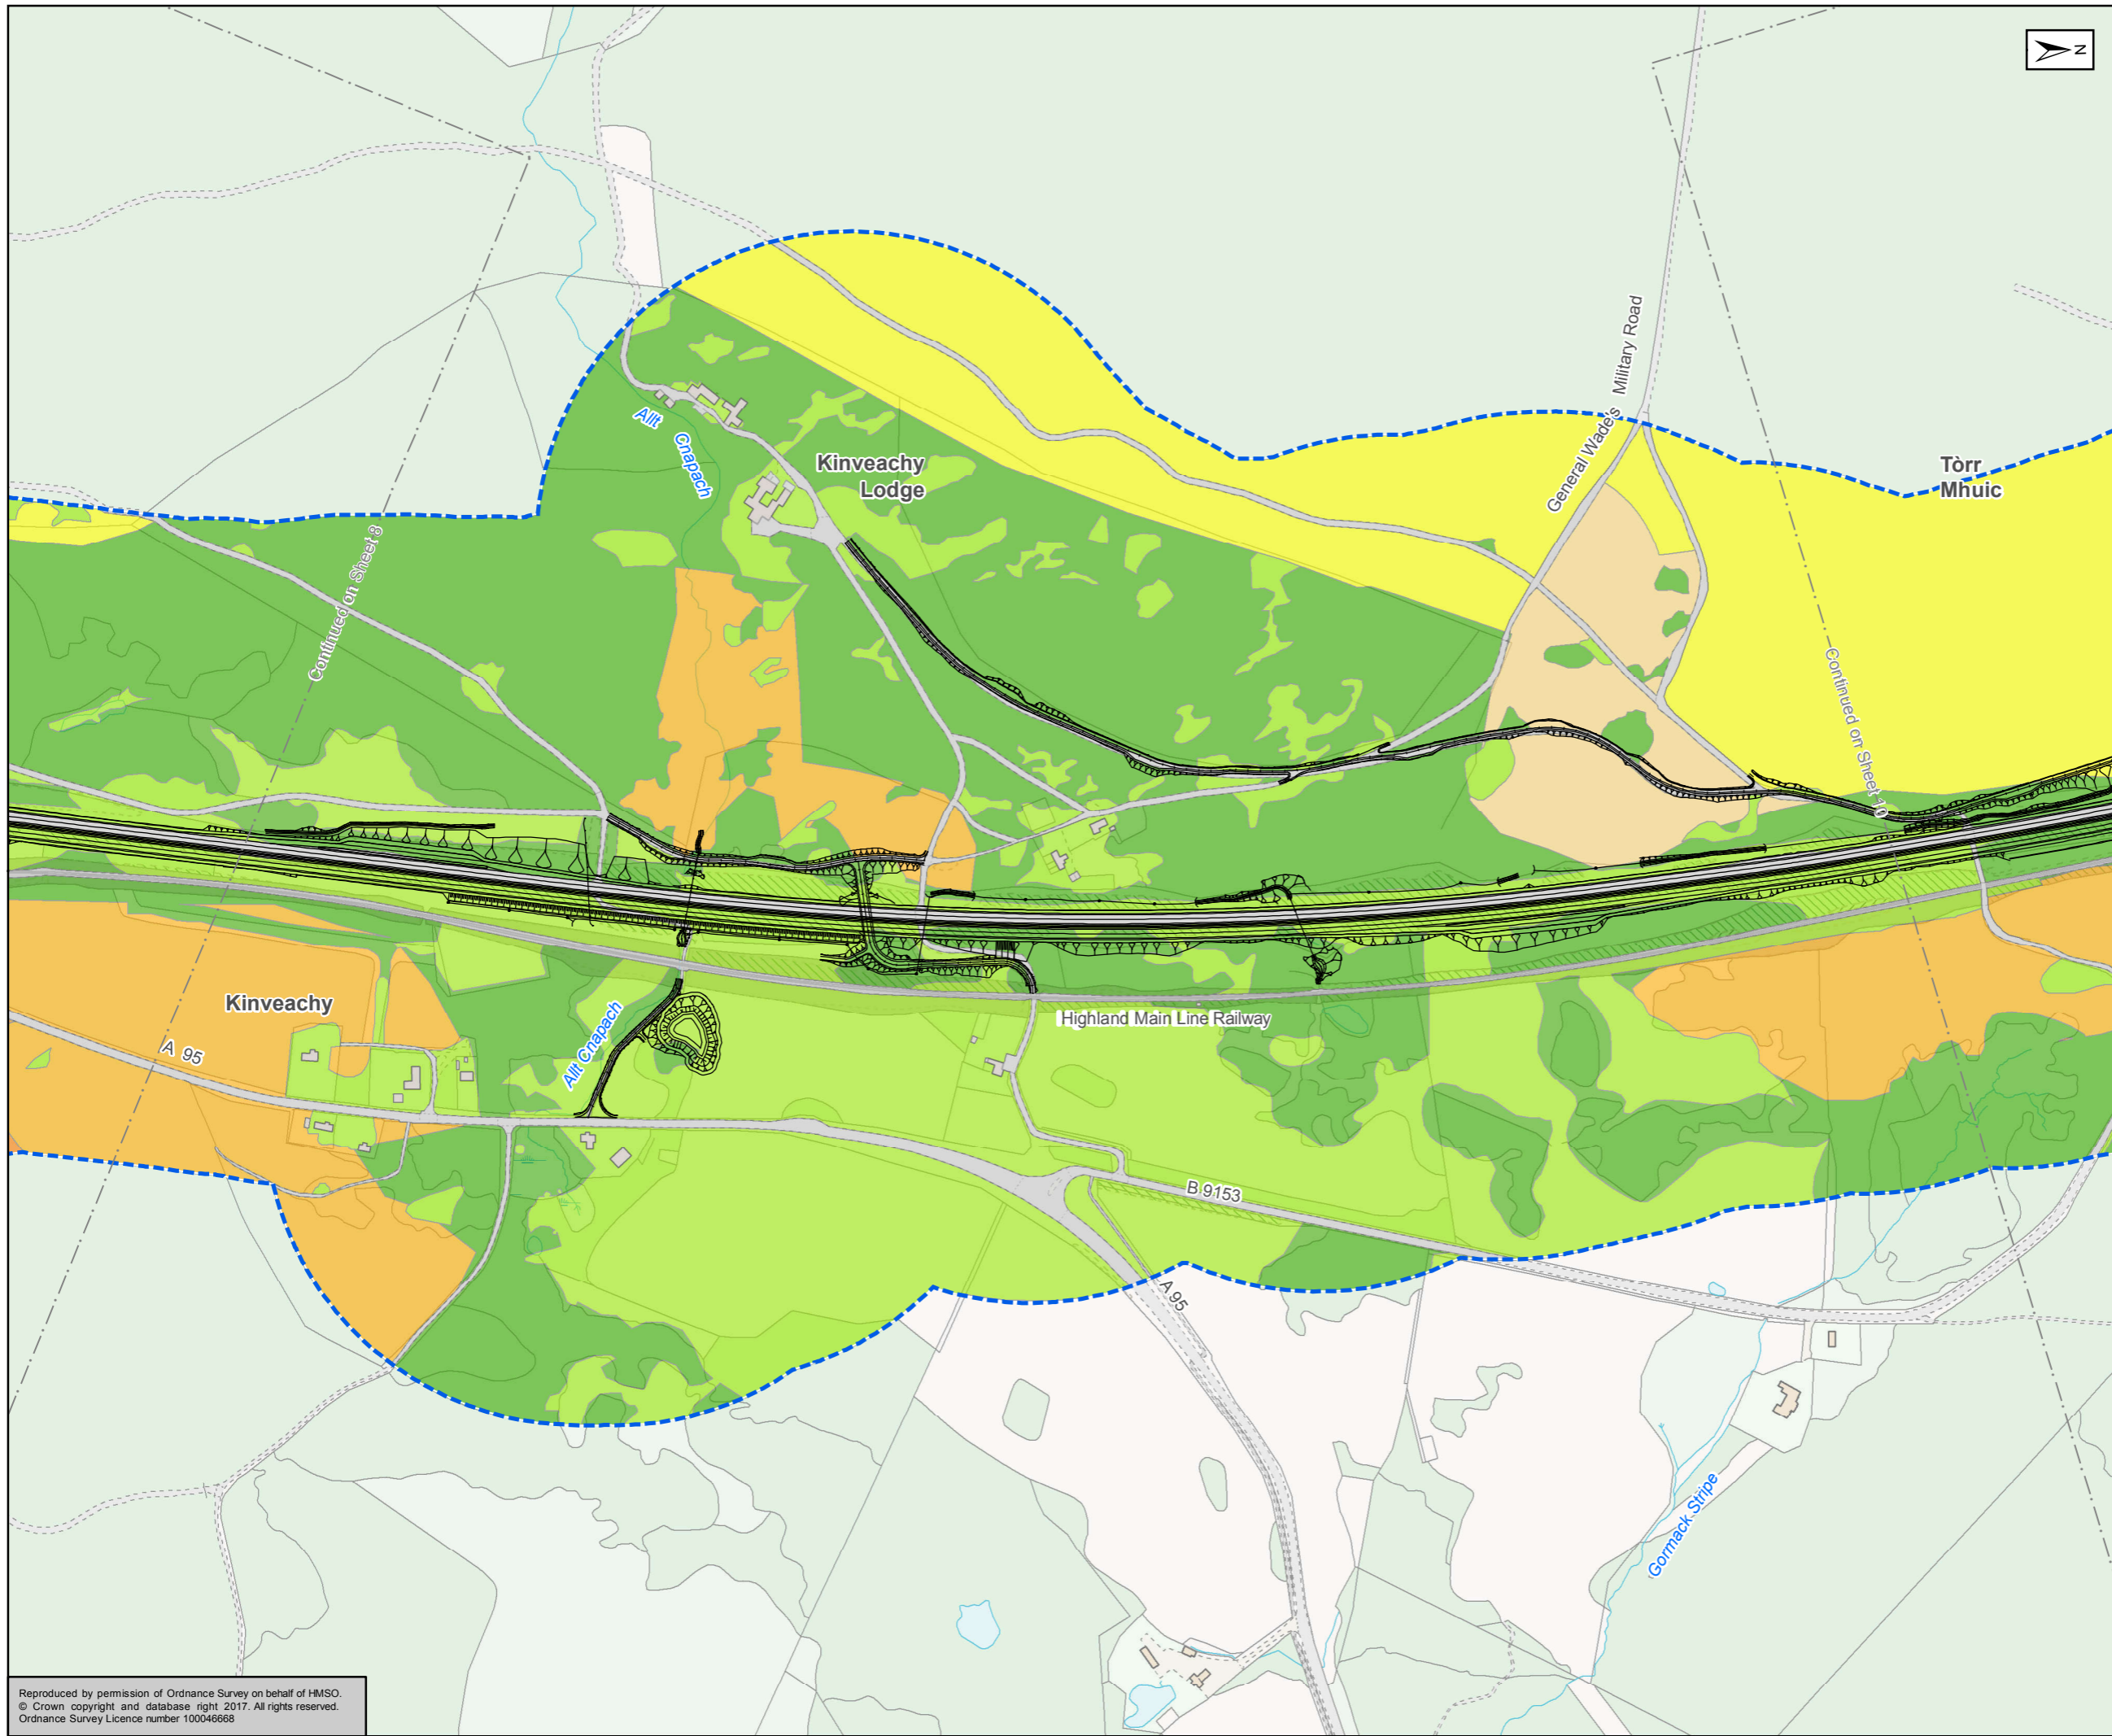 N
General Wade's Military Road
Tòrr
Mhuic
Allt
Cnapach
Kinveachy
Lodge
Continued on Sheet 8
Continued on Sheet 10
Kinveachy
A 95
Allt Cnapach
Highland Main Line Railway
B 9153
A 95
Gormack Stripe
Reproduced by permission of Ordnance Survey on behalf of HMSO.
© Crown copyright and database right 2017. All rights reserved.
Ordnance Survey Licence number 100046668